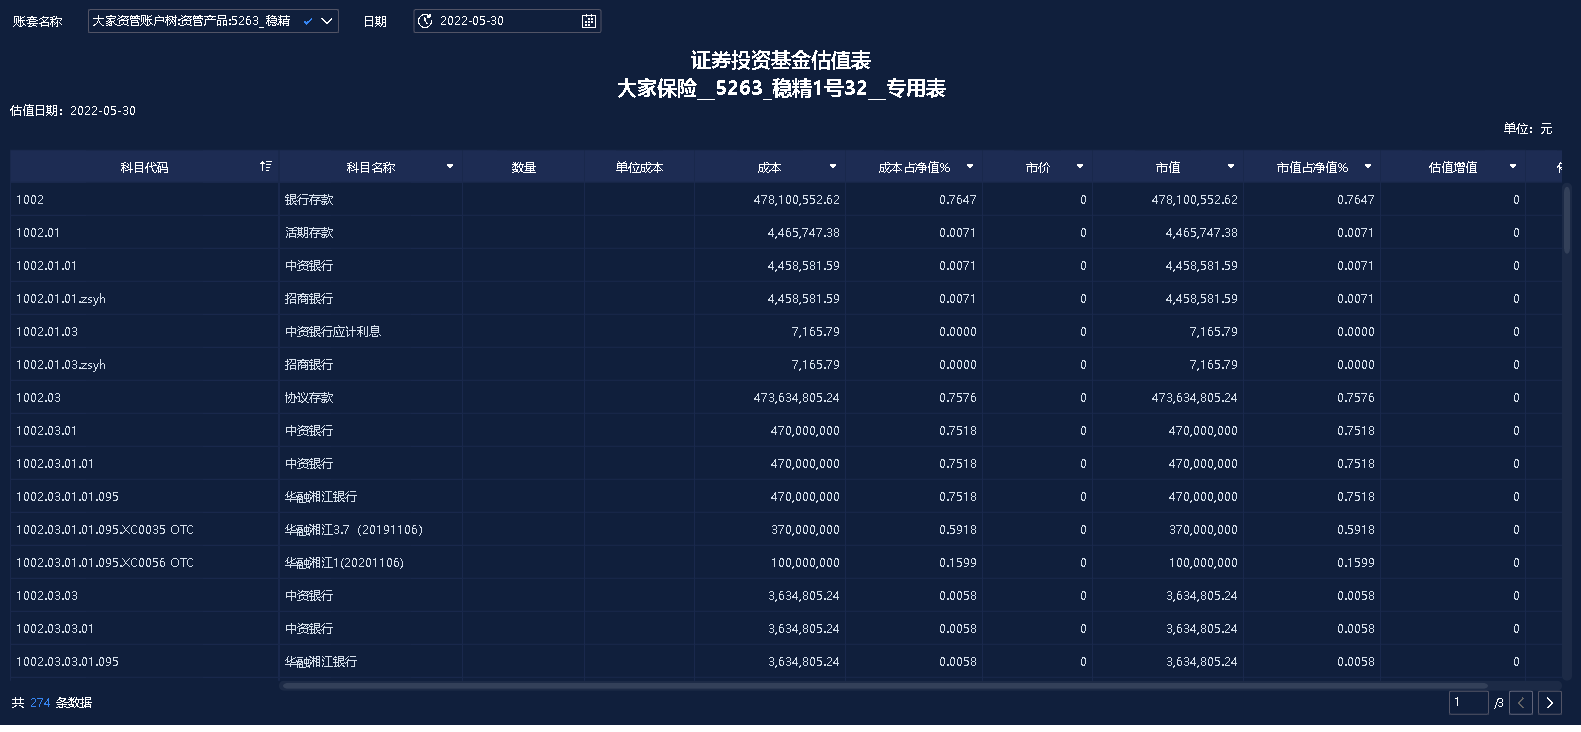 账套名称 大家资管账户树:资管产品:5263_稳精 日期 2022-05-30
证券投资基金估值表
大家保险__5263_稳精1号32__专用表
估值日期：2022-05-30
单位：元
科目代码 科目名称 数量 单位成本 成本 成本占净值% 市价 市值 市值占净值% 估值增值
1002 银行存款 478,100,552.62 0.7647 0 478,100,552.62 0.7647 0
1002.01 活期存款 4,465,747.38 0.0071 0 4,465,747.38 0.0071 0
1002.01.01 中资银行 4,458,581.59 0.0071 0 4,458,581.59 0.0071 0
1002.01.01.zsyh 招商银行 4,458,581.59 0.0071 0 4,458,581.59 0.0071 0
1002.01.03 中资银行应计利息 7,165.79 0.0000 0 7,165.79 0.0000 0
1002.01.03.zsyh 招商银行 7,165.79 0.0000 0 7,165.79 0.0000 0
1002.03 协议存款 473,634,805.24 0.7576 0 473,634,805.24 0.7576 0
1002.03.01 中资银行 470,000,000 0.7518 0 470,000,000 0.7518 0
1002.03.01.01 中资银行 470,000,000 0.7518 0 470,000,000 0.7518 0
1002.03.01.01.095 华融湘江银行 470,000,000 0.7518 0 470,000,000 0.7518 0
1002.03.01.01.095.XC0035 OTC 华融湘江3.7（20191106) 370,000,000 0.5918 0 370,000,000 0.5918 0
1002.03.01.01.095.XC0056 OTC 华融湘江1(20201106) 100,000,000 0.1599 0 100,000,000 0.1599 0
1002.03.03 中资银行 3,634,805.24 0.0058 0 3,634,805.24 0.0058 0
1002.03.03.01 中资银行 3,634,805.24 0.0058 0 3,634,805.24 0.0058 0
1002.03.03.01.095 华融湘江银行 3,634,805.24 0.0058 0 3,634,805.24 0.0058 0
共 274 条数据 1 /3